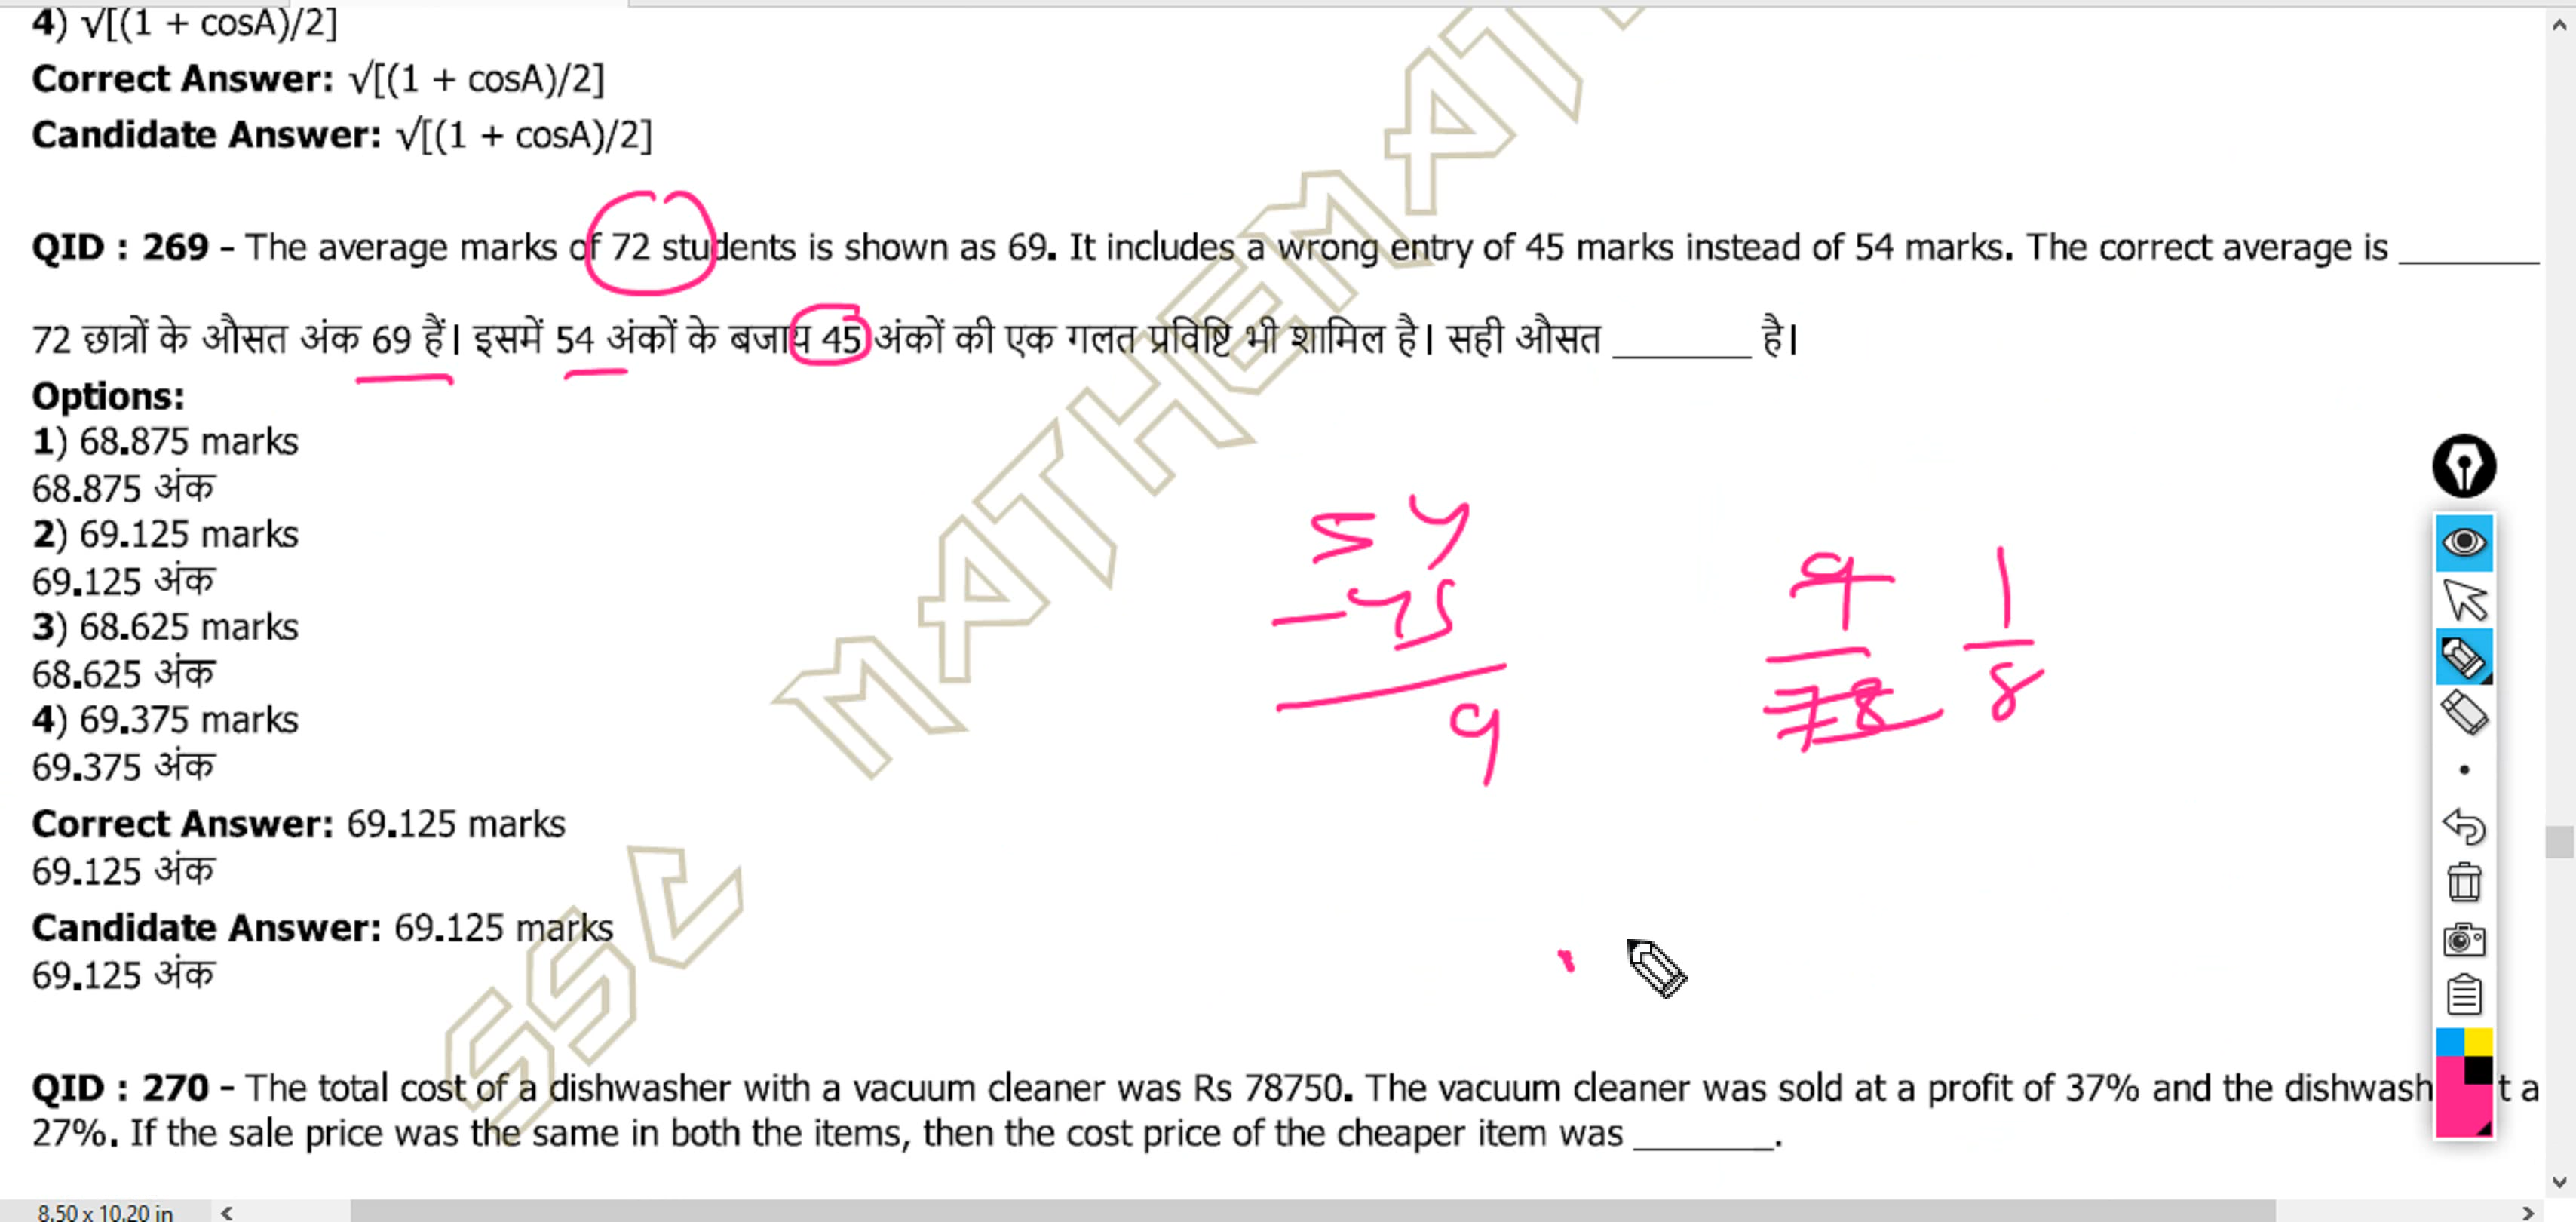 4) √[(1 + cosA)/2]
Correct Answer: √[(1 + cosA)/2]
Candidate Answer: √[(1 + cosA)/2]
QID : 269 - The average marks of 72 students is shown as 69. It includes a wrong entry of 45 marks instead of 54 marks. The correct average is ________
72 छात्रों के औसत अंक 69 हैं। इसमें 54 अंकों के बजाय 45 अंकों की एक गलत प्रविष्टि भी शामिल है। सही औसत ________ है।
Options:
1) 68.875 marks
68.875 अंक
2) 69.125 marks
69.125 अंक
3) 68.625 marks
68.625 अंक
4) 69.375 marks
69.375 अंक
Correct Answer: 69.125 marks
69.125 अंक
Candidate Answer: 69.125 marks
69.125 अंक
54
-45
9
9
1
8
8
SSC MATHEMAT
QID : 270 - The total cost of a dishwasher with a vacuum cleaner was Rs 78750. The vacuum cleaner was sold at a profit of 37% and the dishwash t a
27%. If the sale price was the same in both the items, then the cost price of the cheaper item was ________.
8.50 x 10.20 in